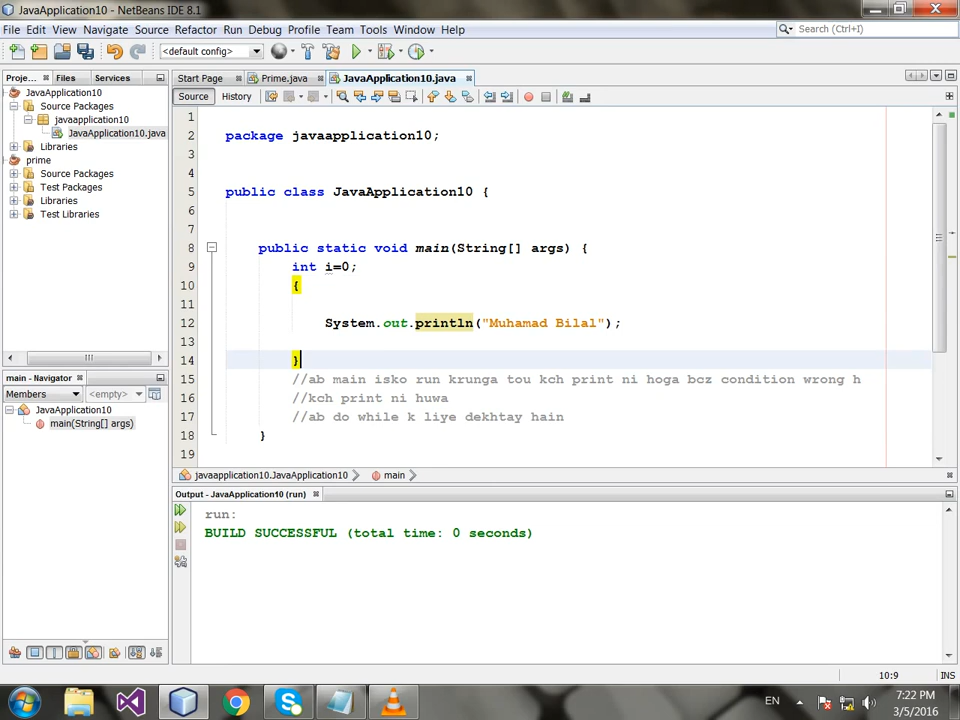 JavaApplication10 - NetBeans IDE 8.1
File Edit View Navigate Source Refactor Run Debug Profile Team Tools Window Help
Search (Ctrl+I)
<default config>
Proje... Files Services
Start Page Prime.java JavaApplication10.java
Source History
JavaApplication10
Source Packages
javaapplication10
JavaApplication10.java
Libraries
prime
Source Packages
Test Packages
Libraries
Test Libraries
1
2 package javaapplication10;
3
4
5 public class JavaApplication10 {
6
7
8 public static void main(String[] args) {
9 int i=0;
10 {
11
12 System.out.println("Muhamad Bilal");
13
14 }
15 //ab main isko run krunga tou kch print ni hoga bcz condition wrong h
16 //kch print ni huwa
17 //ab do while k liye dekhtay hain
18 }
19
main - Navigator
Members <empty>
JavaApplication10
main(String[] args)
javaapplication10.JavaApplication10 main
Output - JavaApplication10 (run)
run:
BUILD SUCCESSFUL (total time: 0 seconds)
10:9 INS
EN
7:22 PM
3/5/2016